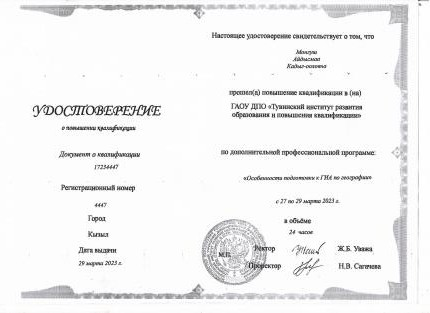 УДОСТОВЕРЕНИЕ
о повышении квалификации
Документ о квалификации
17234447
Регистрационный номер
4447
Город
Кызыл
Дата выдачи
29 марта 2023 г.
Настоящее удостоверение свидетельствует о том, что
Монгуш
Айдысмаа
Кадыг-ооловна
прошел(а) повышение квалификации в (на)
ГАОУ ДПО «Тувинский институт развития
образования и повышения квалификации»
по дополнительной профессиональной программе:
«Особенности подготовки к ГИА по географии»
с 27 по 29 марта 2023 г.
в объёме
24 часов
М.П.
Ректор
Ж.Б. Уважа
Проректор
Н.В. Сагачева